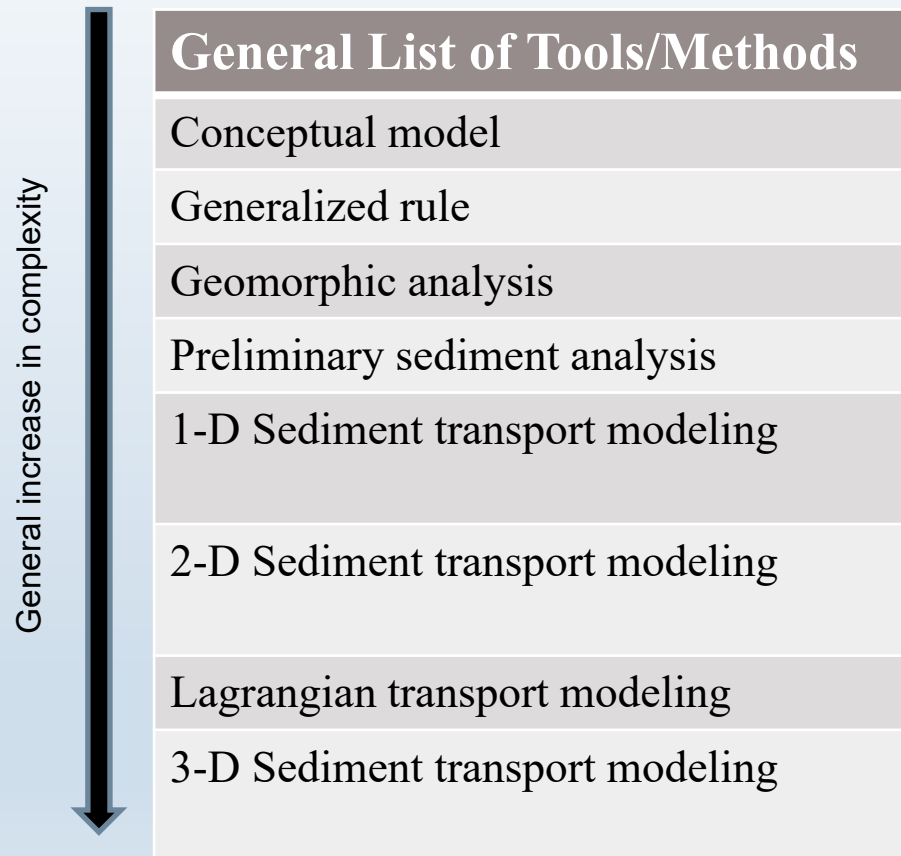 General increase in complexity
General List of Tools/Methods
Conceptual model
Generalized rule
Geomorphic analysis
Preliminary sediment analysis
1-D Sediment transport modeling
2-D Sediment transport modeling
Lagrangian transport modeling
3-D Sediment transport modeling